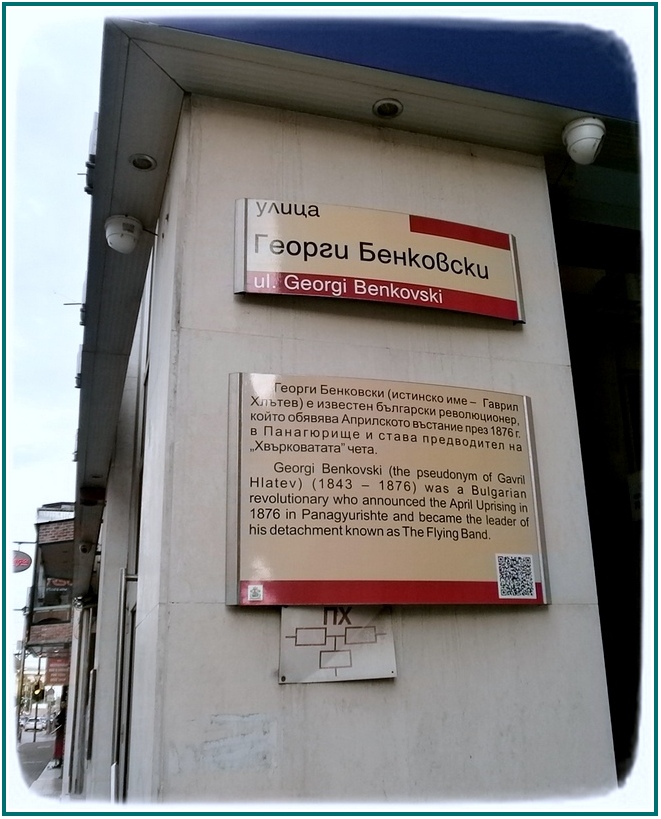 улица
Георги Бенковски
ul. Georgi Benkovski
Георги Бенковски (истинско име – Гаврил
Хлътев) е известен български революционер,
който обявява Априлското въстание през 1876 г.
в Панагюрище и става предводител на
„Хвърковатата” чета.
Georgi Benkovski (the pseudonym of Gavril
Hlatev) (1843 – 1876) was a Bulgarian
revolutionary who announced the April Uprising in
1876 in Panagyurishte and became the leader of
his detachment known as The Flying Band.
ПХ